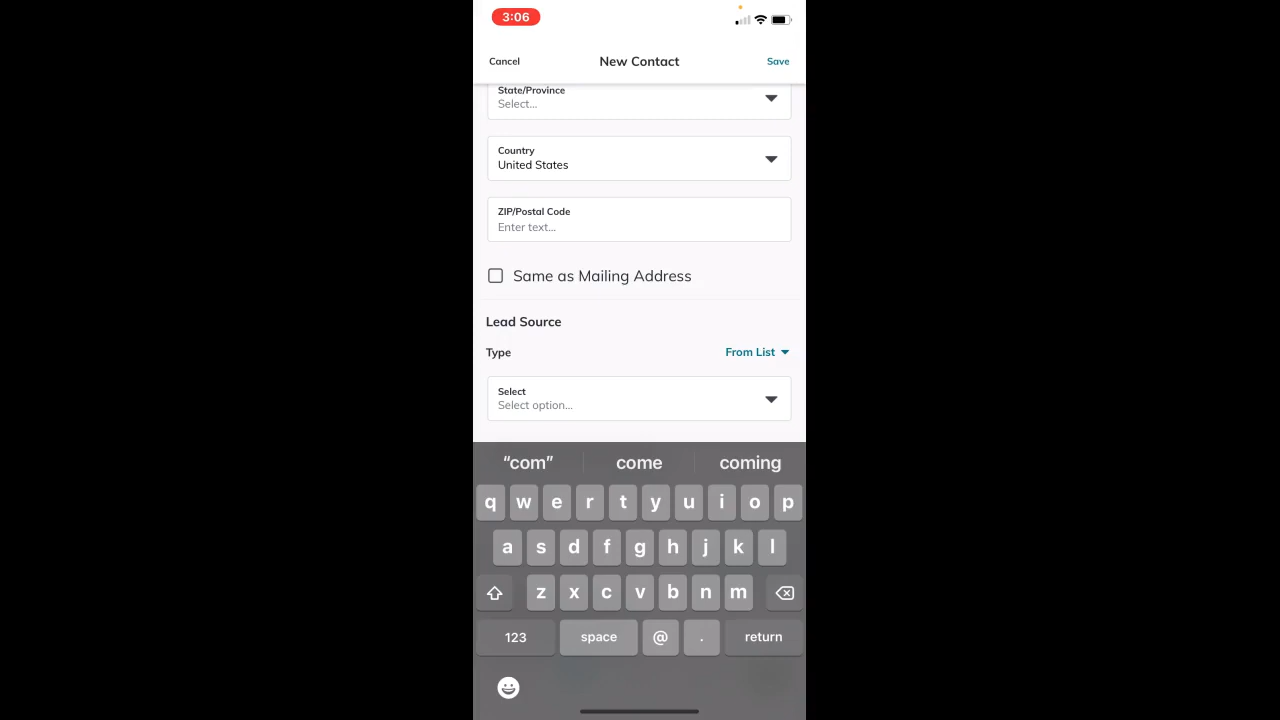 3:06
Cancel New Contact Save
State/Province
Select...
Country
United States
ZIP/Postal Code
Enter text...
Same as Mailing Address
Lead Source
Type From List
Select
Select option...
“com” come coming
q w e r t y u i o p
a s d f g h j k l
z x c v b n m
123 space @ . return